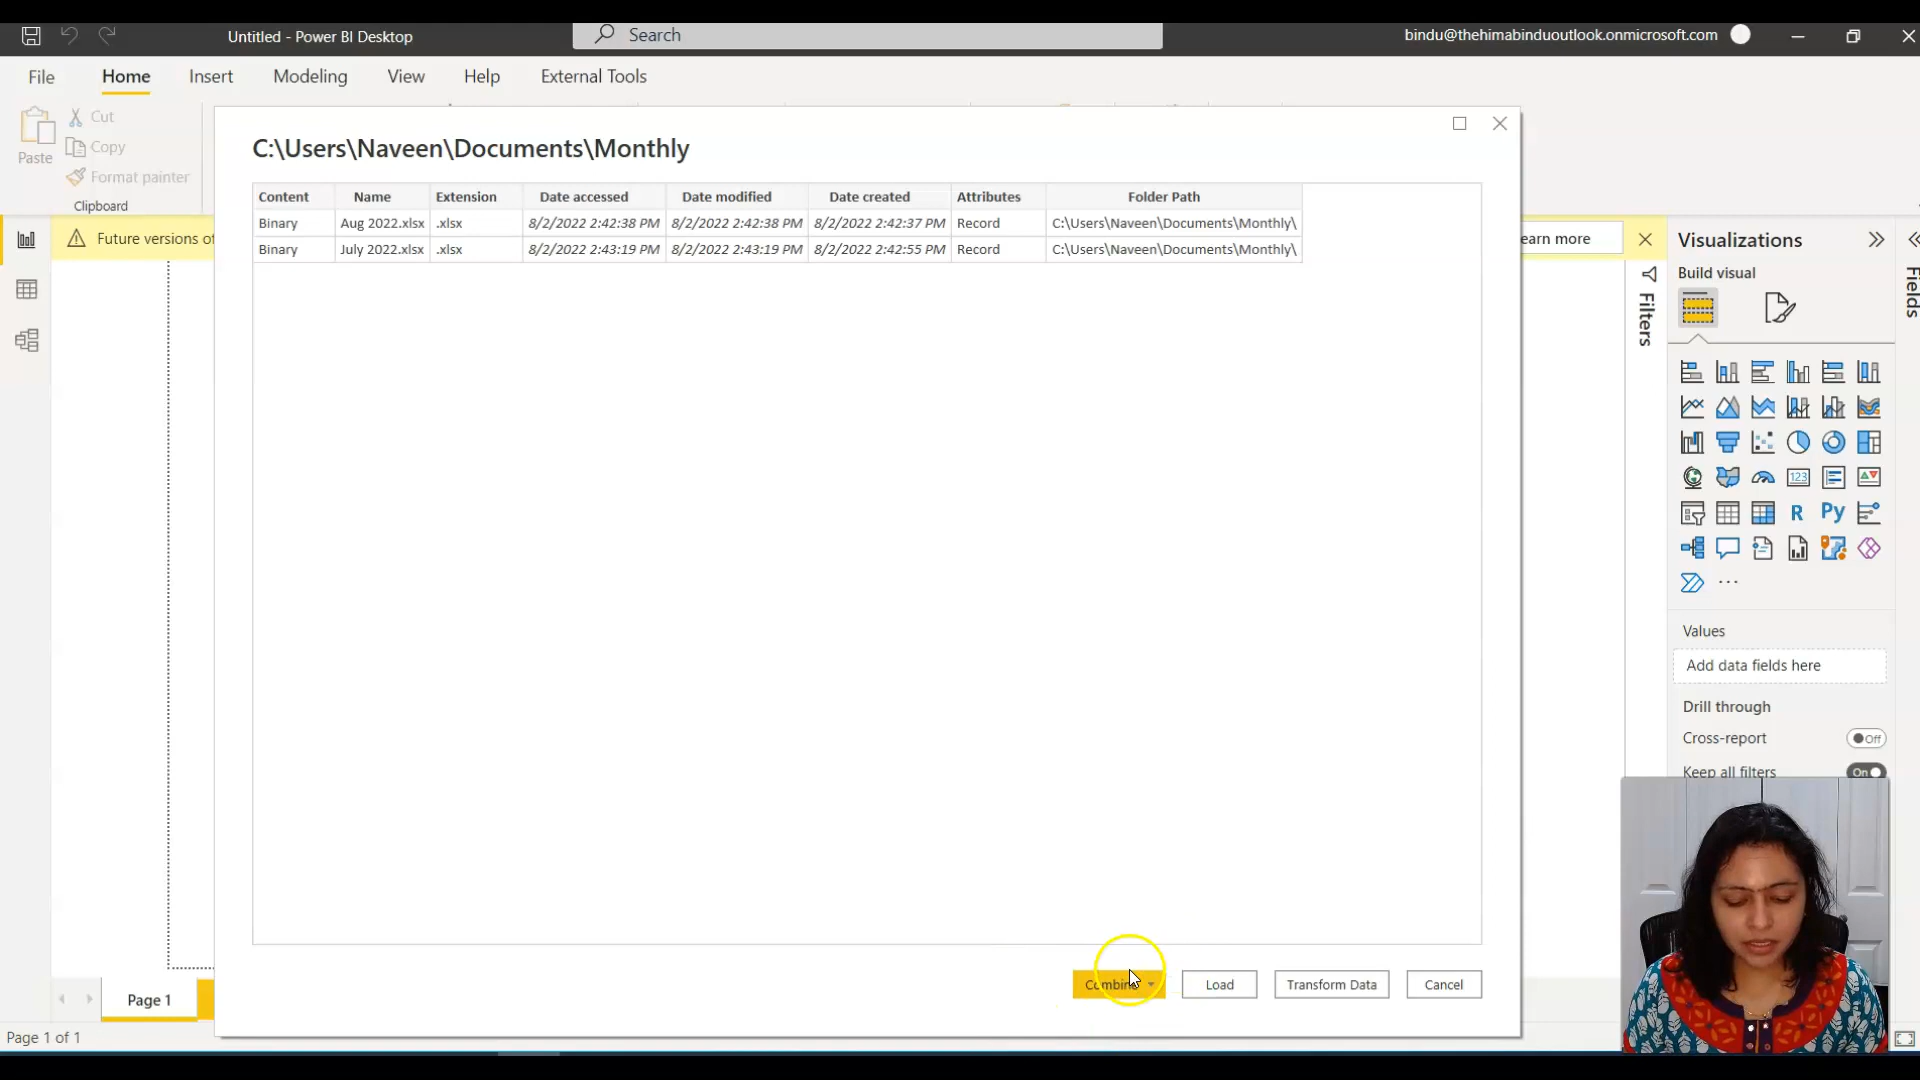 Untitled - Power BI Desktop
Search
bindu@thehimabinduoutlook.onmicrosoft.com
File Home Insert Modeling View Help External Tools
Paste
Cut
Copy
Format painter
Clipboard
C:\Users\Naveen\Documents\Monthly
Content Name Extension Date accessed Date modified Date created Attributes Folder Path
Binary Aug 2022.xlsx .xlsx 8/2/2022 2:42:38 PM 8/2/2022 2:42:38 PM 8/2/2022 2:42:37 PM Record C:\Users\Naveen\Documents\Monthly\
Binary July 2022.xlsx .xlsx 8/2/2022 2:43:19 PM 8/2/2022 2:43:19 PM 8/2/2022 2:42:55 PM Record C:\Users\Naveen\Documents\Monthly\
Future versions of
earn more
Filters
Visualizations
Build visual
Fields
123
R
Py
Values
Add data fields here
Drill through
Cross-report Off
Keep all filters On
Combine Load Transform Data Cancel
Page 1
Page 1 of 1